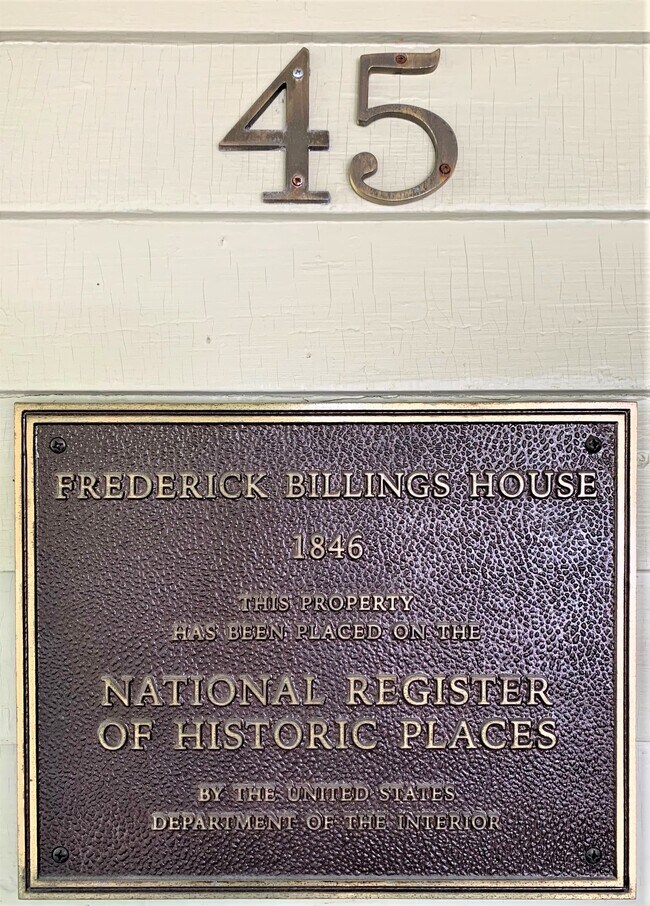 45
FREDERICK BILLINGS HOUSE
1846
THIS PROPERTY
HAS BEEN PLACED ON THE
NATIONAL REGISTER
OF HISTORIC PLACES
BY THE UNITED STATES
DEPARTMENT OF THE INTERIOR